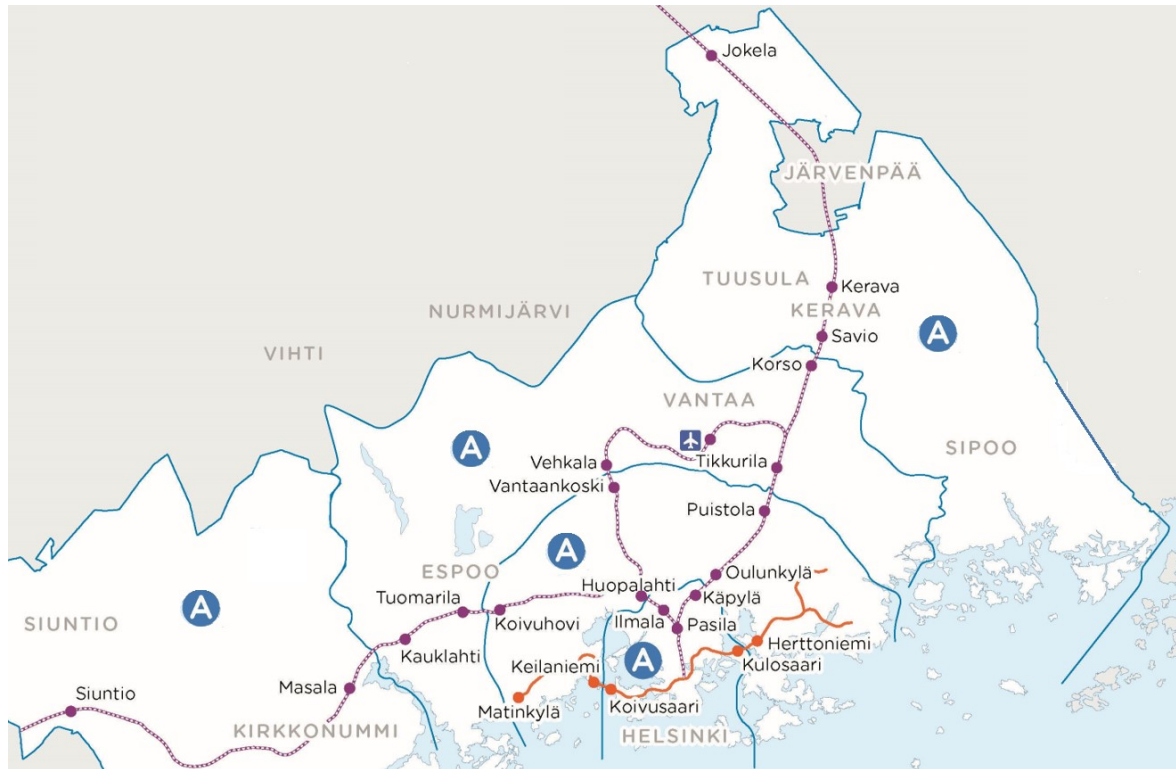 Jokela
JÄRVENPÄÄ
TUUSULA
Kerava
NURMIJÄRVI
KERAVA
A
Savio
VIHTI
Korso
VANTAA
A
SIPOO
Vehkala
Tikkurila
Vantaankoski
Puistola
A
ESPOO
Huopalahti
Oulunkylä
Tuomarila
Käpylä
A
SIUNTIO
Koivuhovi
Ilmala
Pasila
Herttoniemi
Kauklahti
Keilaniemi
A
Kulosaari
Siuntio
Masala
Matinkylä
Koivusaari
KIRKKONUMMI
HELSINKI